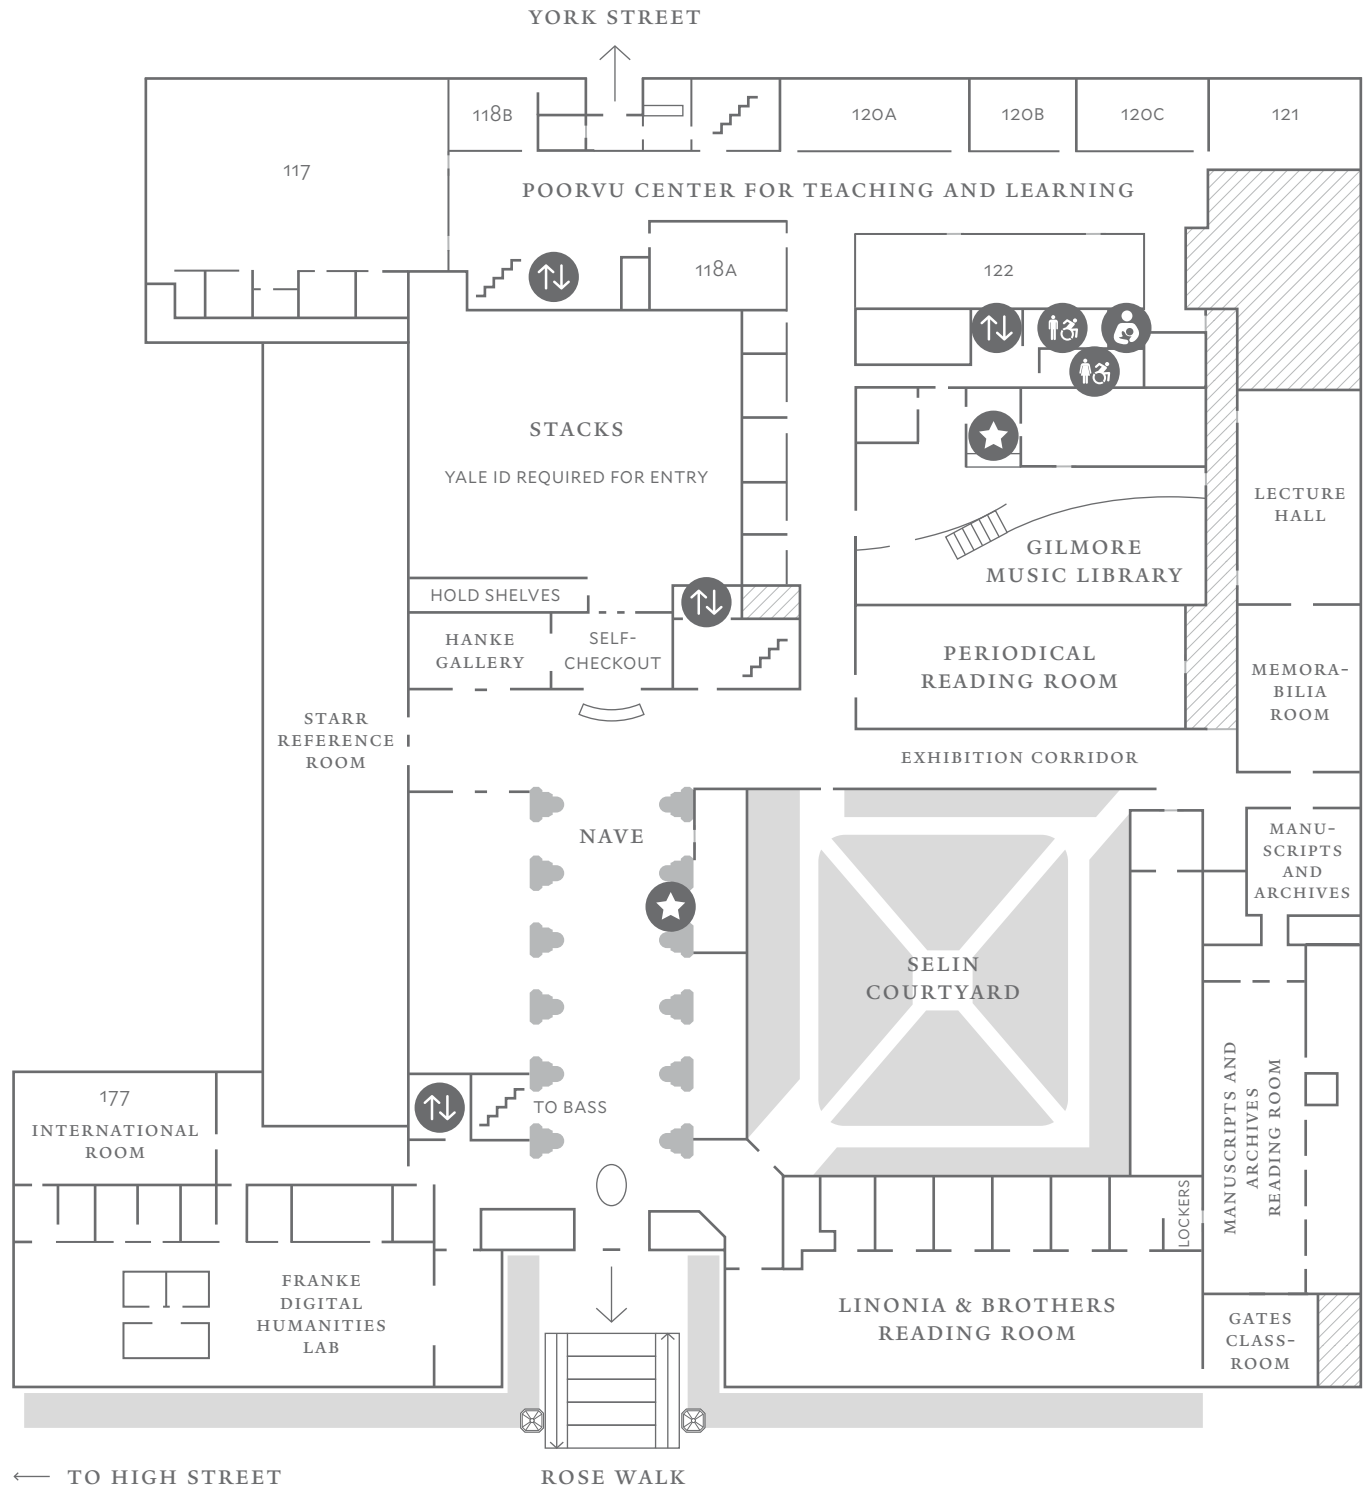 YORK STREET
118B
120A
120B
120C
121
117
POORVU CENTER FOR TEACHING AND LEARNING
118A
122
STACKS
YALE ID REQUIRED FOR ENTRY
LECTURE
HALL
GILMORE
MUSIC LIBRARY
HOLD SHELVES
HANKE
GALLERY
SELF-
CHECKOUT
PERIODICAL
READING ROOM
MEMORA-
BILIA
ROOM
STARR
REFERENCE
ROOM
EXHIBITION CORRIDOR
NAVE
MANU-
SCRIPTS
AND
ARCHIVES
SELIN
COURTYARD
MANUSCRIPTS AND
ARCHIVES
READING ROOM
177
INTERNATIONAL
ROOM
TO BASS
LOCKERS
FRANKE
DIGITAL
HUMANITIES
LAB
LINONIA & BROTHERS
READING ROOM
GATES
CLASS-
ROOM
TO HIGH STREET
ROSE WALK